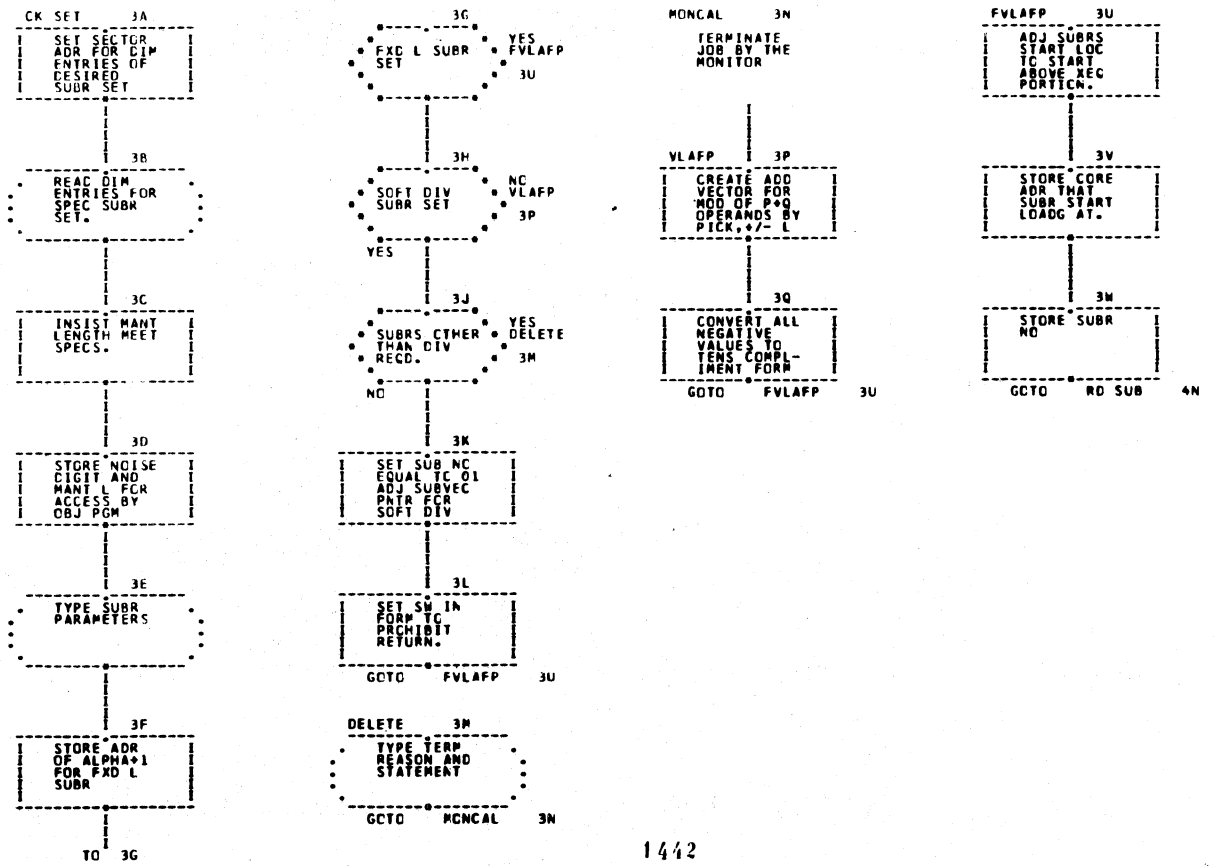 CK SET 3A
SET SECTOR
ADR FOR DIM
ENTRIES OF
DESIRED
SUBR SET
3B
READ DIM
ENTRIES FOR
SPEC SUBR
SET.
3C
INSIST MANT
LENGTH MEET
SPECS.
3D
STORE NOISE
DIGIT AND
MANT L FOR
ACCESS BY
OBJ PGM
3E
TYPE SUBR
PARAMETERS
3F
STORE ADR
OF ALPHA+1
FOR FXD L
SUBR
TO 3G
3G
FXD L SUBR
SET
YES
FVLAFP
3U
3H
SOFT DIV
SUBR SET
NO
VLAFP
3P
YES
3J
SUBRS OTHER
THAN DIV
REQD.
YES
DELETE
3M
NO
3K
SET SUB NO
EQUAL TO 01
ADJ SUBVEC
PNTR FOR
SOFT DIV
3L
SET SW IN
FORM TO
PROHIBIT
RETURN.
GOTO FVLAFP 3U
DELETE 3M
TYPE TERM
REASON AND
STATEMENT
GOTO MONCAL 3N
MONCAL 3N
TERMINATE
JOB BY THE
MONITOR
VLAFP 3P
CREATE ADD
VECTOR FOR
MOD OF P+Q
OPERANDS BY
PICK,+/- L
3Q
CONVERT ALL
NEGATIVE
VALUES TO
TENS COMPL-
IMENT FORM
GOTO FVLAFP 3U
FVLAFP 3U
ADJ SUBRS
START LOC
TO START
ABOVE XEC
PORTION.
3V
STORE CORE
ADR THAT
SUBR START
LOADG AT.
3W
STORE SUBR
NO
GOTO RD SUB 4N
1442